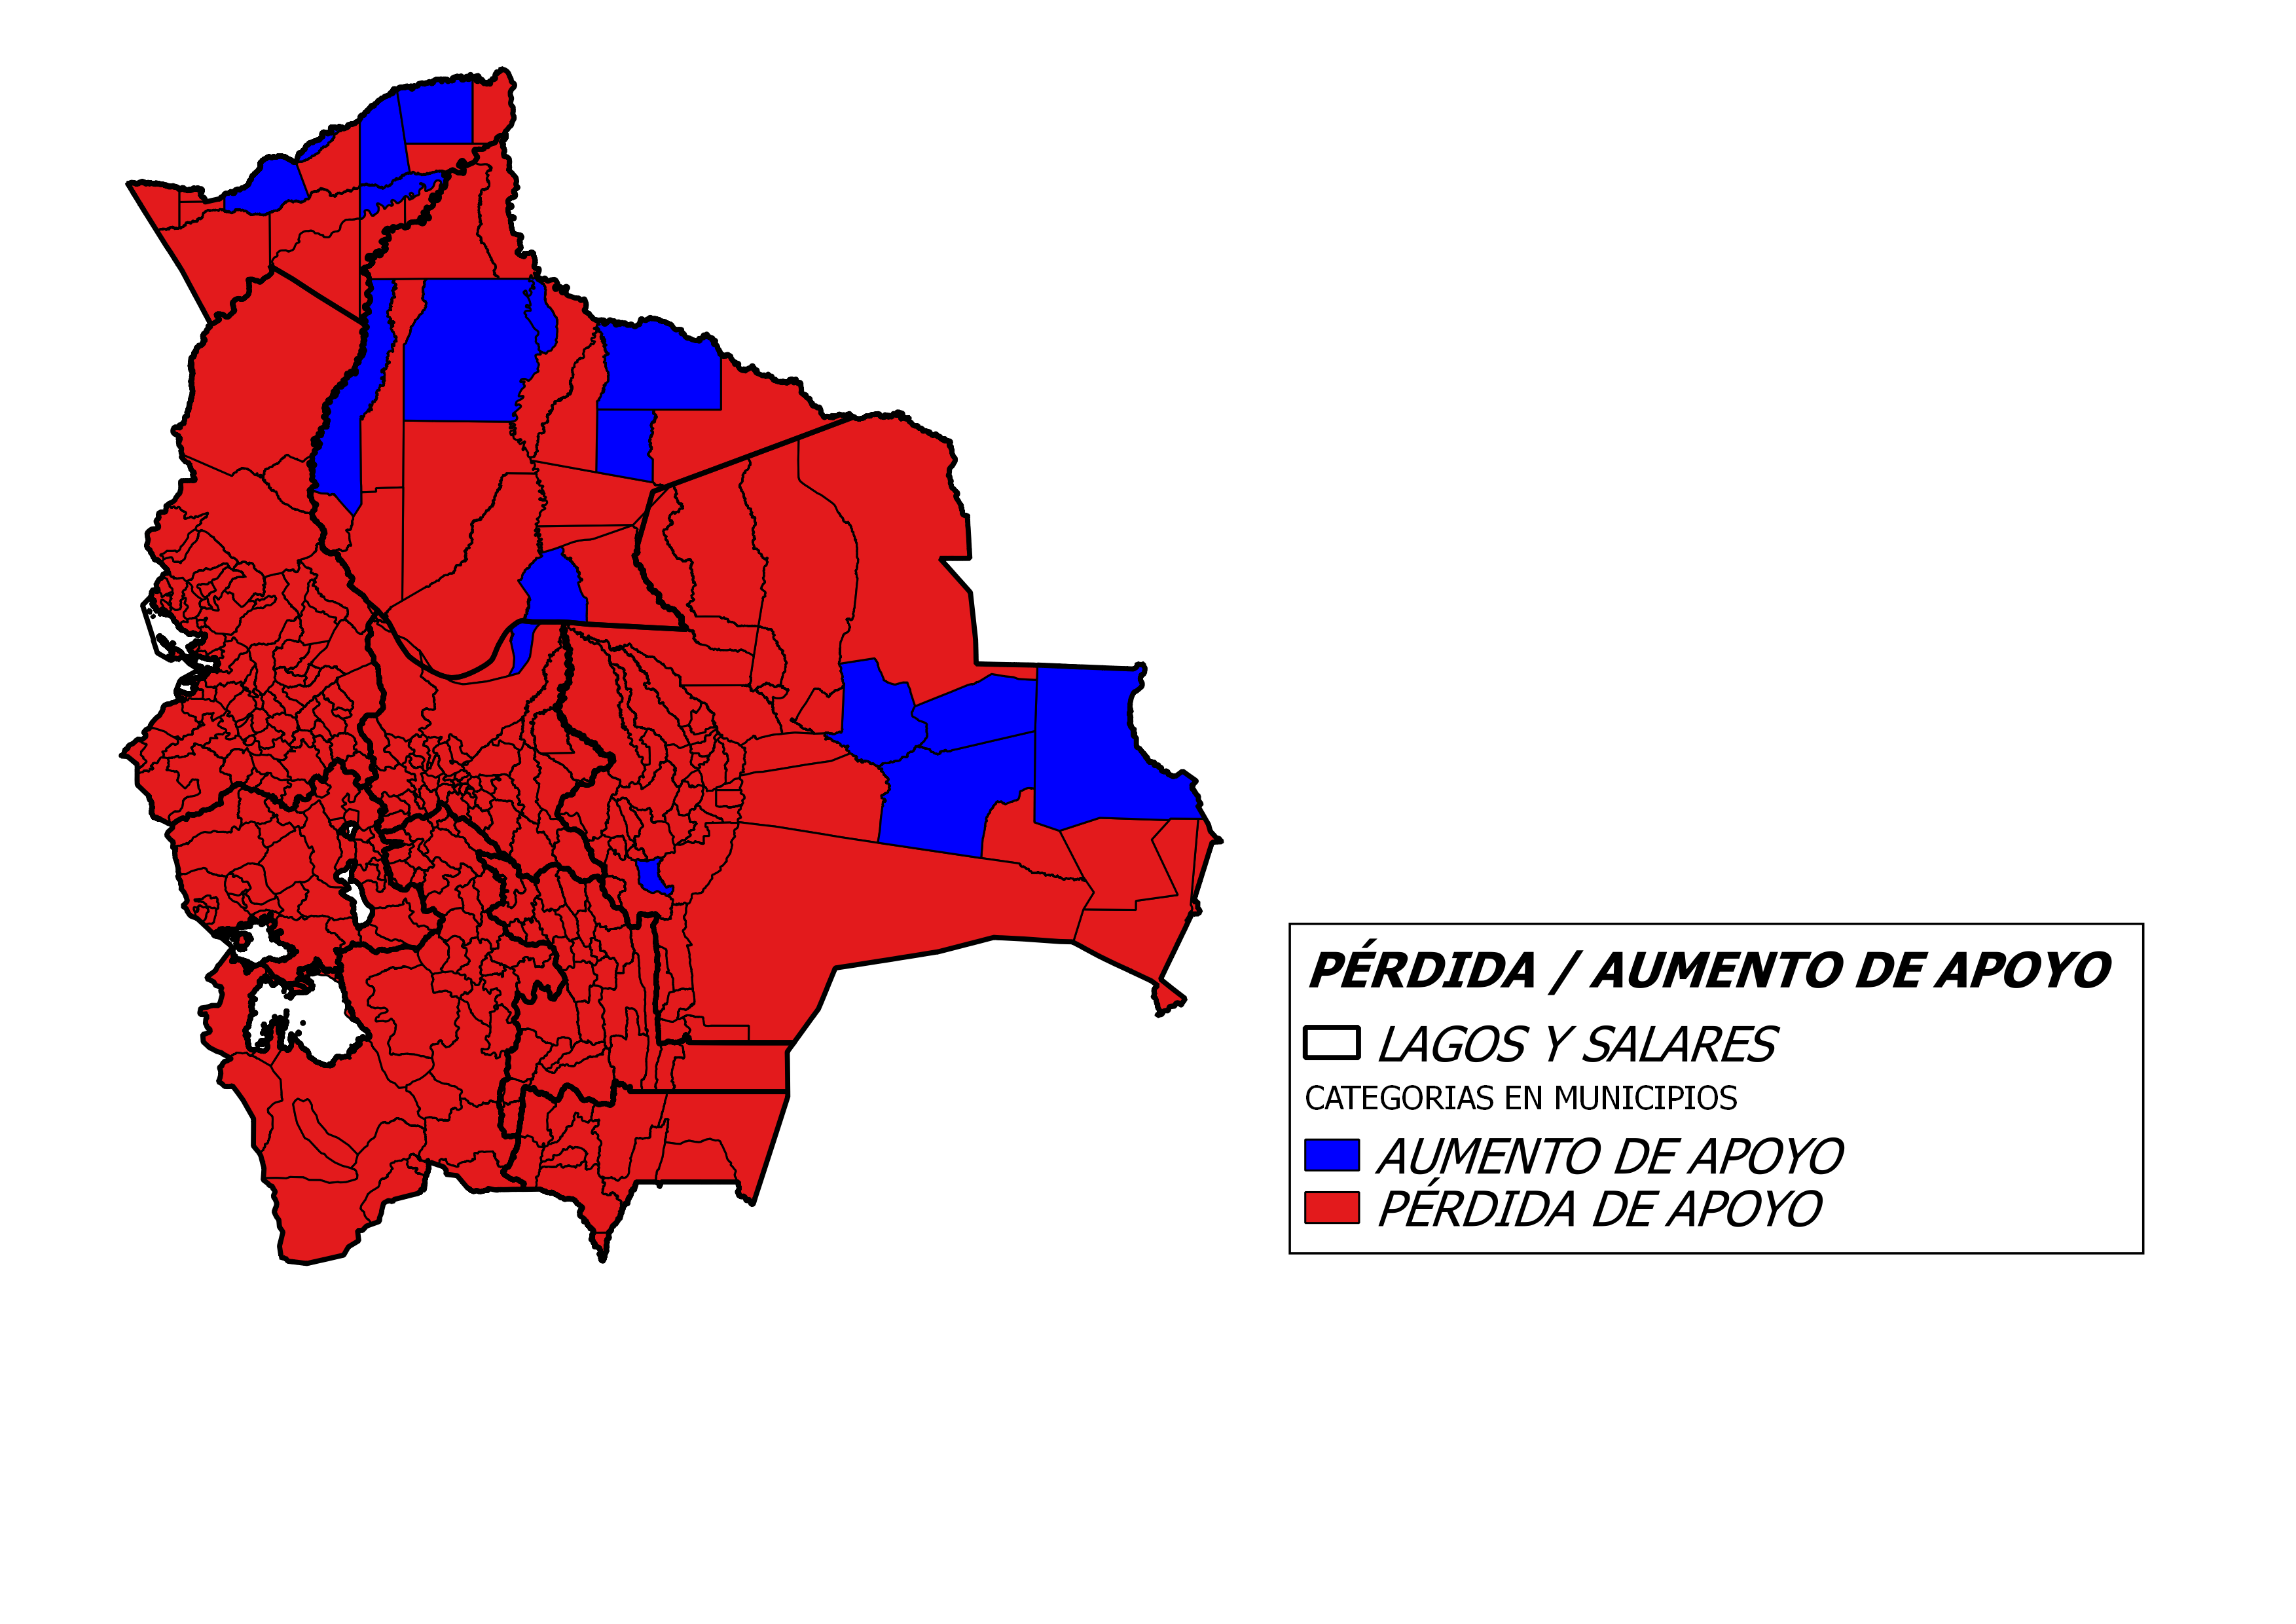 PÉRDIDA / AUMENTO DE APOYO
LAGOS Y SALARES
CATEGORIAS EN MUNICIPIOS
AUMENTO DE APOYO
PÉRDIDA DE APOYO